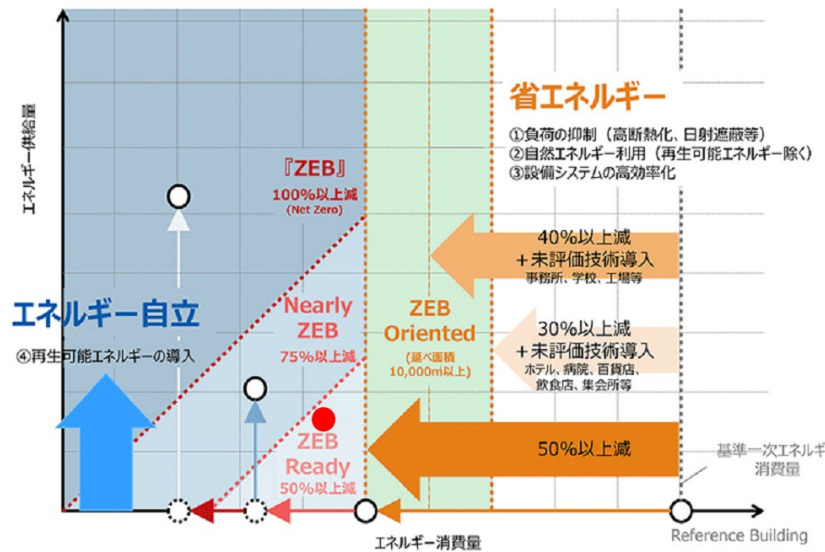 エネルギー供給量
省エネルギー
①負荷の抑制（高断熱化、日射遮蔽等）
②自然エネルギー利用（再生可能エネルギー除く）
③設備システムの高効率化
『ZEB』
100%以上減
(Net Zero)
40%以上減
＋未評価技術導入
事務所、学校、工場等
エネルギー自立
④再生可能エネルギーの導入
Nearly
ZEB
75%以上減
ZEB
Oriented
(延べ面積
10,000㎡以上)
30%以上減
＋未評価技術導入
ホテル、病院、百貨店、
飲食店、集会所等
ZEB
Ready
50%以上減
50%以上減
基準一次エネルギ
消費量
エネルギー消費量
Reference Building